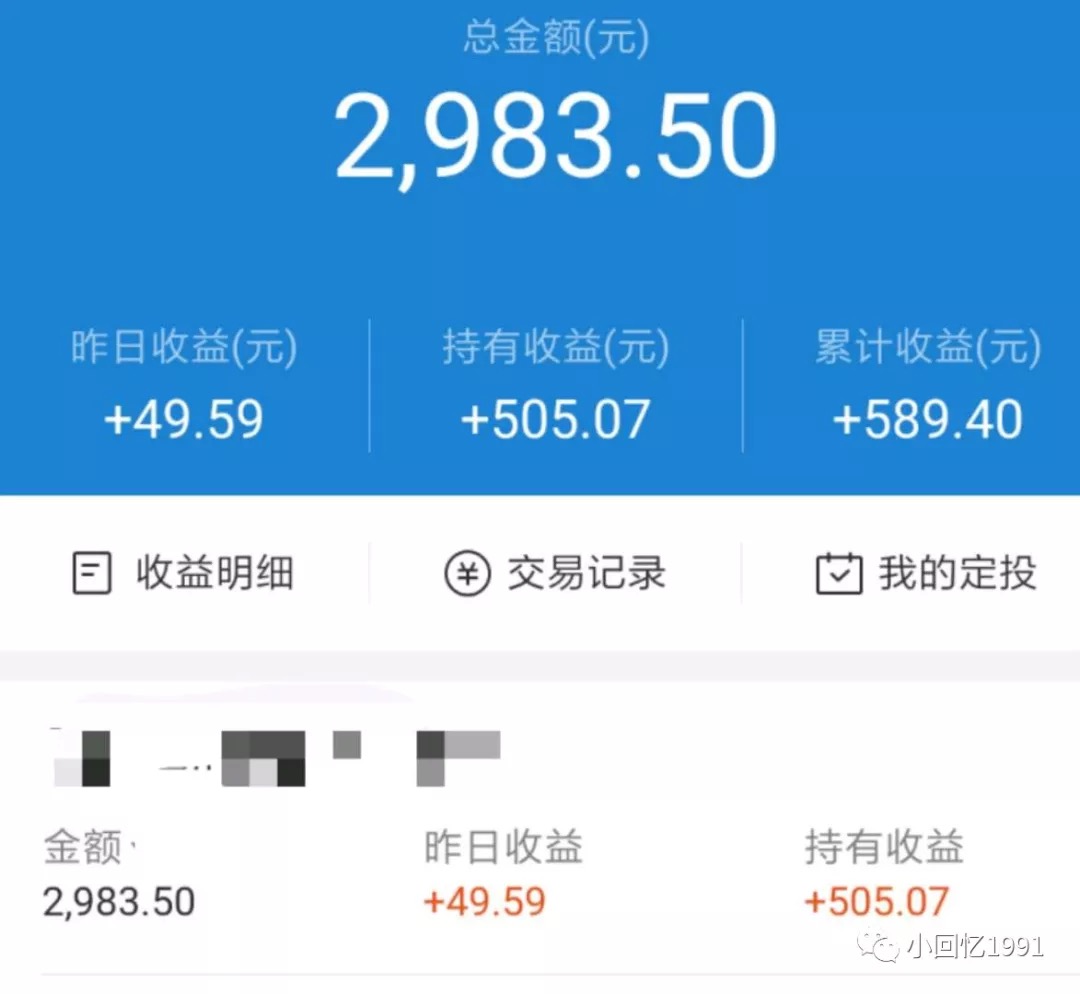 总金额(元)
2,983.50
昨日收益(元) 持有收益(元) 累计收益(元)
+49.59 +505.07 +589.40
收益明细 交易记录 我的定投
金额 昨日收益 持有收益
2,983.50 +49.59 +505.07
小回忆1991